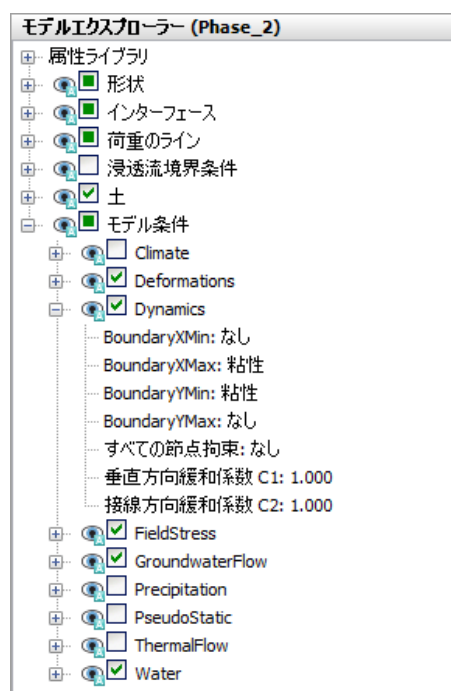 モデルエクスプローラー (Phase_2)
属性ライブラリ
形状
インターフェース
荷重のライン
浸透流境界条件
土
モデル条件
Climate
Deformations
Dynamics
BoundaryXMin: なし
BoundaryXMax: 粘性
BoundaryYMin: 粘性
BoundaryYMax: なし
すべての節点拘束: なし
垂直方向緩和係数 C1: 1.000
接線方向緩和係数 C2: 1.000
FieldStress
GroundwaterFlow
Precipitation
PseudoStatic
ThermalFlow
Water